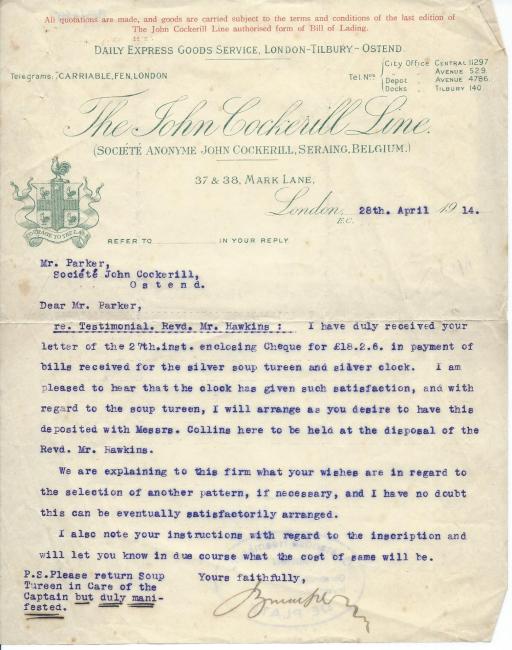 All quotations are made, and goods are carried subject to the terms and conditions of the last edition of
The John Cockerill Line authorised form of Bill of Lading.
DAILY EXPRESS GOODS SERVICE, LONDON-TILBURY-OSTEND.
Telegrams: "CARRIABLE, FEN, LONDON
Tel. Nos
City Office CENTRAL 11297
" AVENUE 529
Depot " AVENUE 4786
Docks " TILBURY 140
The John Cockerill Line.
(SOCIÉTÉ ANONYME JOHN COCKERILL, SERAING, BELGIUM.)
37 & 38, MARK LANE,
London, E.C. 28th. April 1914.
COURAGE TO THE LAST
REFER TO IN YOUR REPLY
Mr. Parker,
Société John Cockerill,
Ostend.
Dear Mr. Parker,
re. Testimonial. Revd. Mr. Hawkins : I have duly received your
letter of the 27th.inst. enclosing Cheque for £18.2.6. in payment of
bills received for the silver soup tureen and silver clock. I am
pleased to hear that the clock has given such satisfaction, and with
regard to the soup tureen, I will arrange as you desire to have this
deposited with Messrs. Collins here to be held at the disposal of the
Revd. Mr. Hawkins.
We are explaining to this firm what your wishes are in regard to
the selection of another pattern, if necessary, and I have no doubt
this can be eventually satisfactorily arranged.
I also note your instructions with regard to the inscription and
will let you know in due course what the cost of same will be.
P.S.Please return Soup
Tureen in Care of the
Captain but duly mani-
fested.
Yours faithfully,